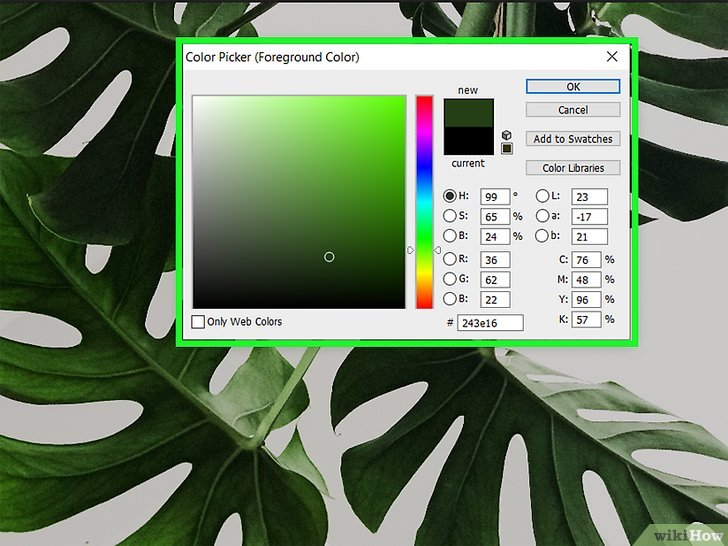 Color Picker (Foreground Color)
new
current
OK
Cancel
Add to Swatches
Color Libraries
H: 99 °
S: 65 %
B: 24 %
R: 36
G: 62
B: 22
# 243e16
L: 23
a: -17
b: 21
C: 76 %
M: 48 %
Y: 96 %
K: 57 %
Only Web Colors
wikiHow